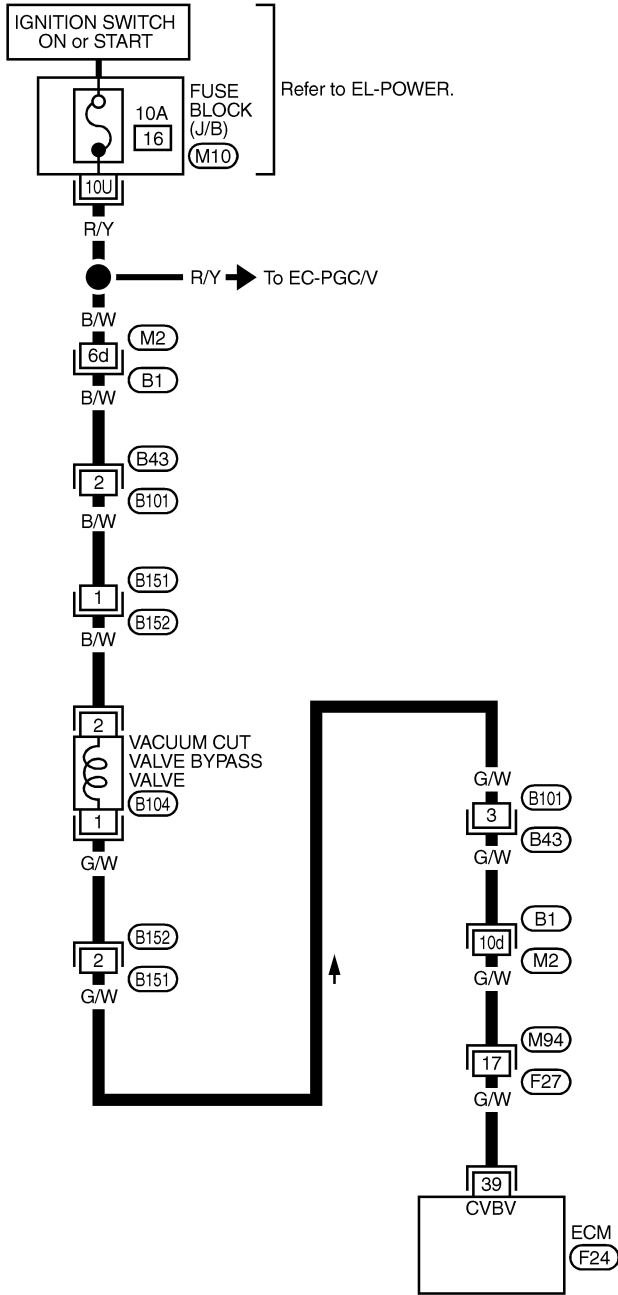 IGNITION SWITCH
ON or START
FUSE
BLOCK
(J/B)
M10
10A
16
Refer to EL-POWER.
10U
R/Y
R/Y
To EC-PGC/V
B/W
M2
6d
B1
B/W
B43
2
B101
B/W
B151
1
B152
B/W
2
VACUUM CUT
VALVE BYPASS
VALVE
B104
1
G/W
B152
2
B151
G/W
G/W
B101
3
B43
G/W
B1
10d
M2
G/W
M94
17
F27
G/W
39
CVBV
ECM
F24